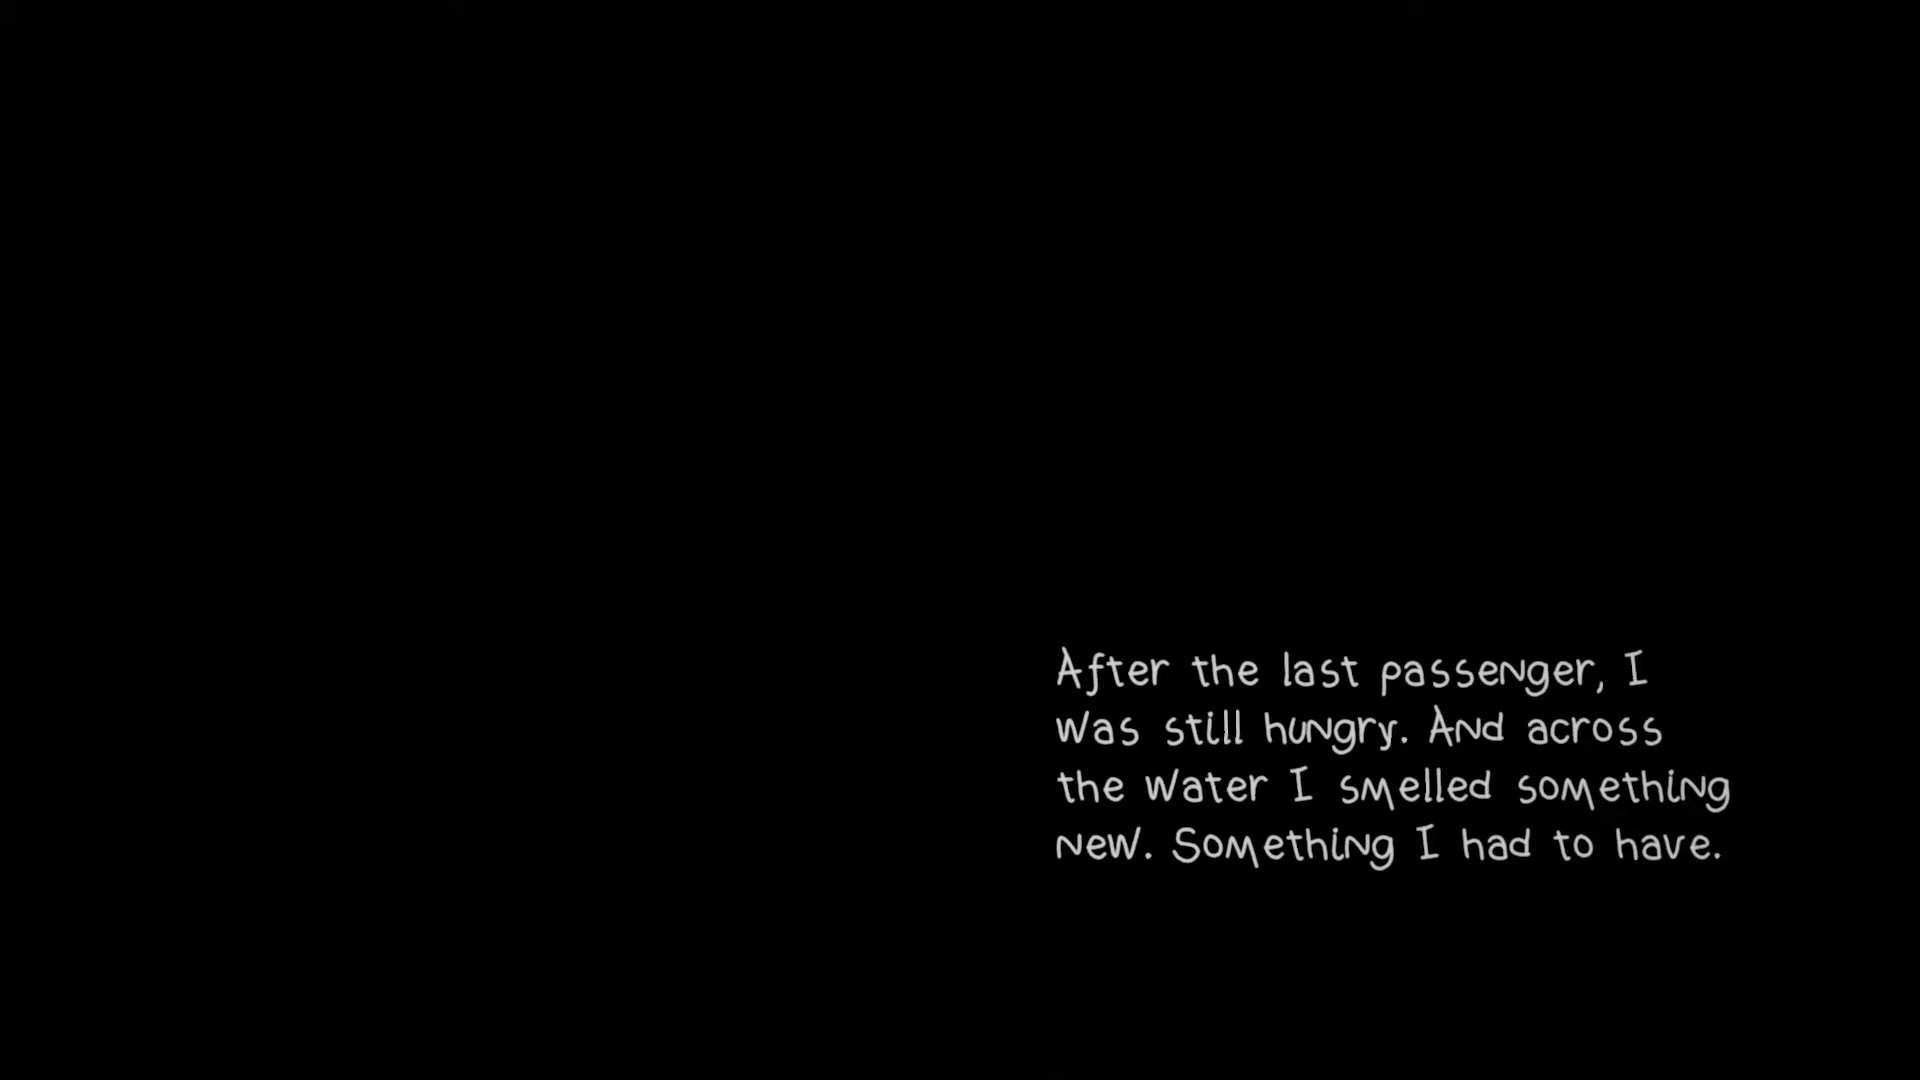 After the last passenger, I
was still hungry. And across
the water I smelled something
new. Something I had to have.